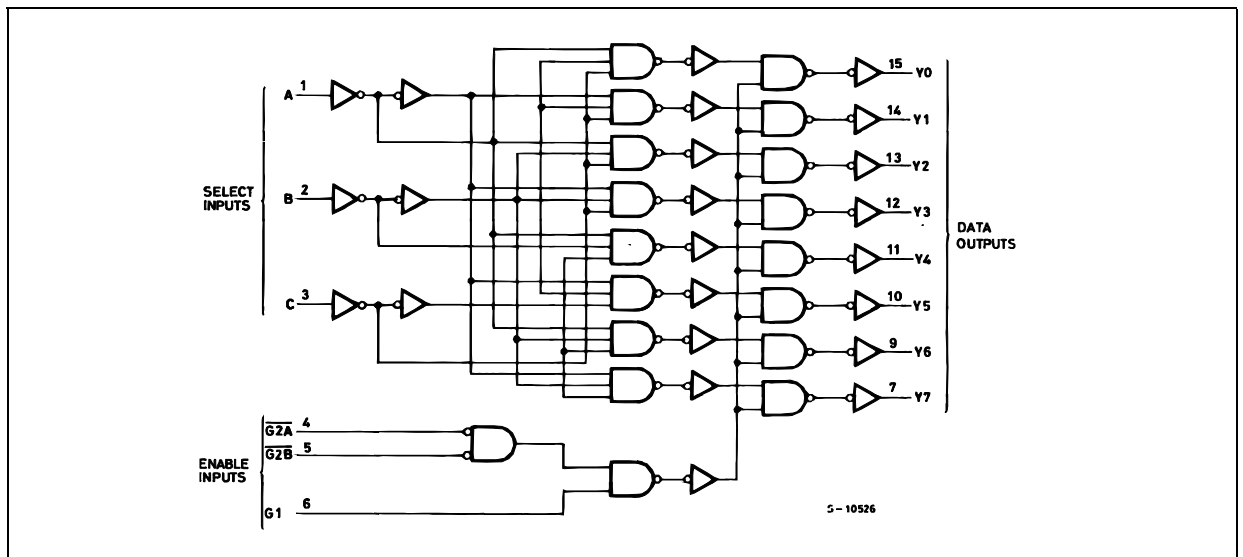 SELECT
INPUTS
A 1
B 2
C 3
ENABLE
INPUTS
G2A 4
G2B 5
G1 6
15 Y0
14 Y1
13 Y2
12 Y3
11 Y4
10 Y5
9 Y6
7 Y7
DATA
OUTPUTS
S-10526